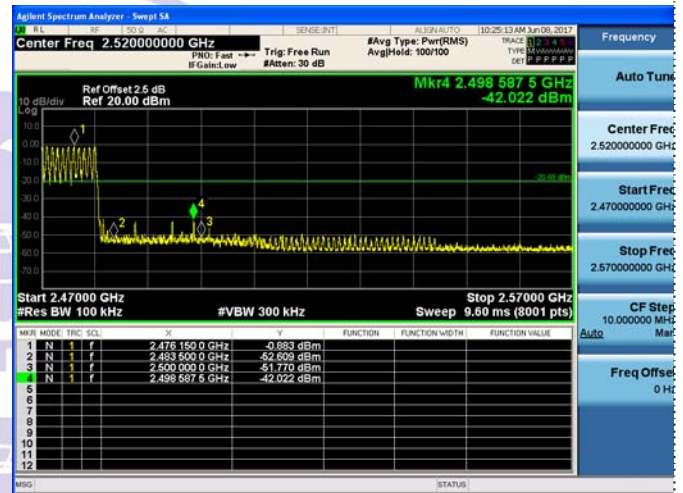 Agilent Spectrum Analyzer - Swept SA
RL RF 50 Ω AC SENSE:INT ALIGN AUTO 10:25:13 AM Jun 08, 2017
Center Freq 2.520000000 GHz #Avg Type: Pwr(RMS) TRACE 1 2 3 4 5 6
PNO: Fast Trig: Free Run Avg|Hold: 100/100 TYPE M
IFGain:Low #Atten: 30 dB DET P P P P P P
Ref Offset 2.5 dB Mkr4 2.498 587 5 GHz
10 dB/div Ref 20.00 dBm -42.022 dBm
Log
10.0
0.00
-10.0
-20.0
-30.0
-40.0
-50.0
-60.0
-70.0
1
2
4
3
-20.88 dBm
Start 2.47000 GHz Stop 2.57000 GHz
#Res BW 100 kHz #VBW 300 kHz Sweep 9.60 ms (8001 pts)
MKR MODE TRC SCL X Y FUNCTION FUNCTION WIDTH FUNCTION VALUE
1 N 1 f 2.476 150 0 GHz -0.883 dBm
2 N 1 f 2.483 500 0 GHz -52.609 dBm
3 N 1 f 2.500 000 0 GHz -51.770 dBm
4 N 1 f 2.498 587 5 GHz -42.022 dBm
5
6
7
8
9
10
11
12
MSG STATUS
Frequency
Auto Tune
Center Freq
2.520000000 GHz
Start Freq
2.470000000 GHz
Stop Freq
2.570000000 GHz
CF Step
10.000000 MHz
Auto Man
Freq Offset
0 Hz